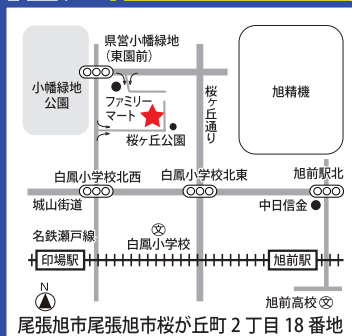 県営小幡緑地
(東園前)
小幡緑地
公園
ファミリー
マート
桜ヶ丘通り
旭精機
桜ヶ丘公園
白鳳小学校北西
白鳳小学校北東
旭前駅北
城山街道
中日信金
名鉄瀬戸線
文
白鳳小学校
印場駅
旭前駅
N
旭前高校 文
尾張旭市尾張旭市桜が丘町 2 丁目 18 番地